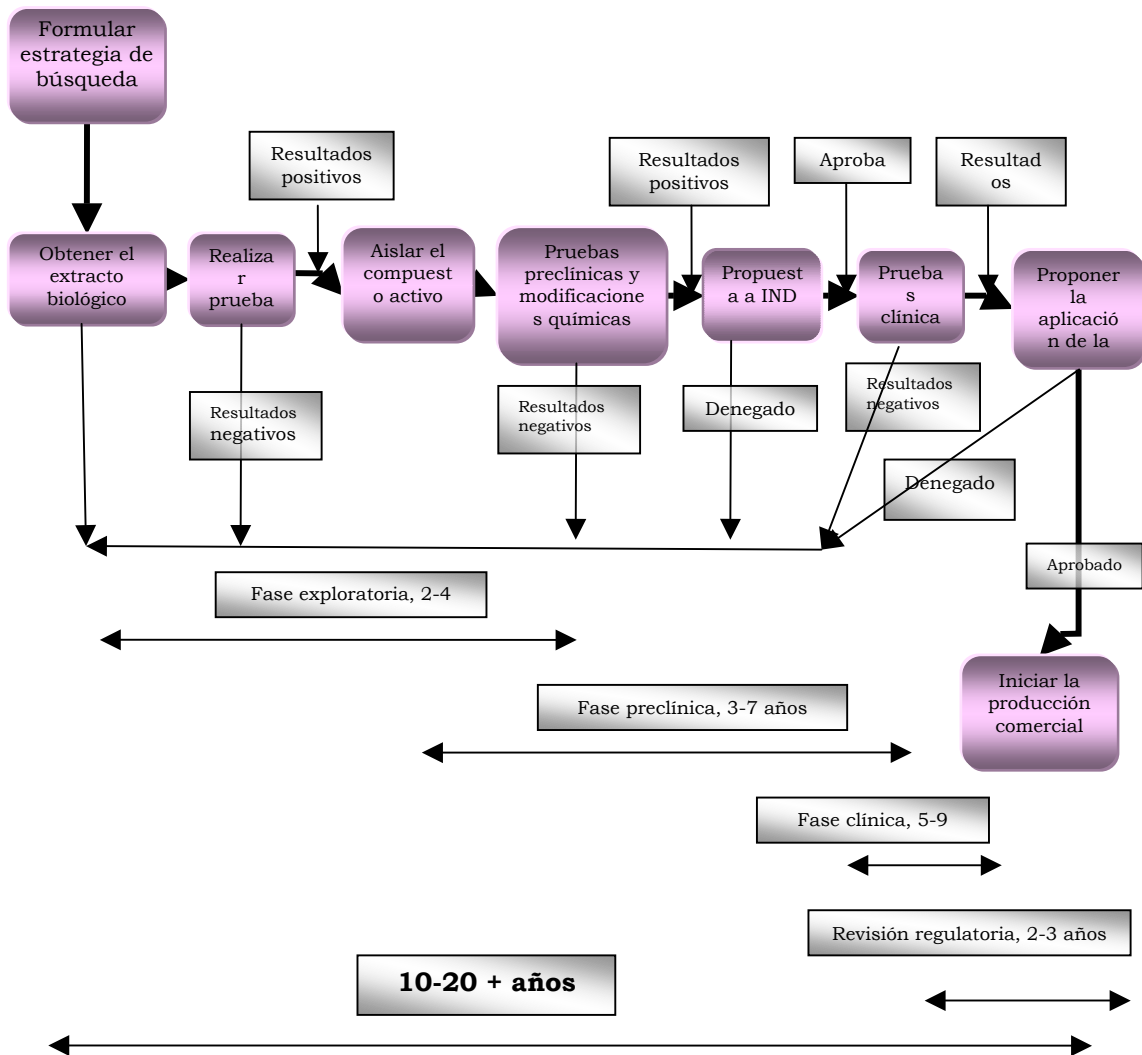 Formular
estrategia de
búsqueda
Resultados
positivos
Resultados
positivos
Aproba
Resultad
os
Obtener el
extracto
biológico
Realiza
r
prueba
Aislar el
compuest
o activo
Pruebas
preclínicas y
modificacione
s químicas
Propuest
a a IND
Prueba
s
clínica
Proponer
la
aplicació
n de la
Resultados
negativos
Resultados
negativos
Denegado
Resultados
negativos
Denegado
Aprobado
Fase exploratoria, 2-4
Iniciar la
producción
comercial
Fase preclínica, 3-7 años
Fase clínica, 5-9
Revisión regulatoria, 2-3 años
10-20 + años